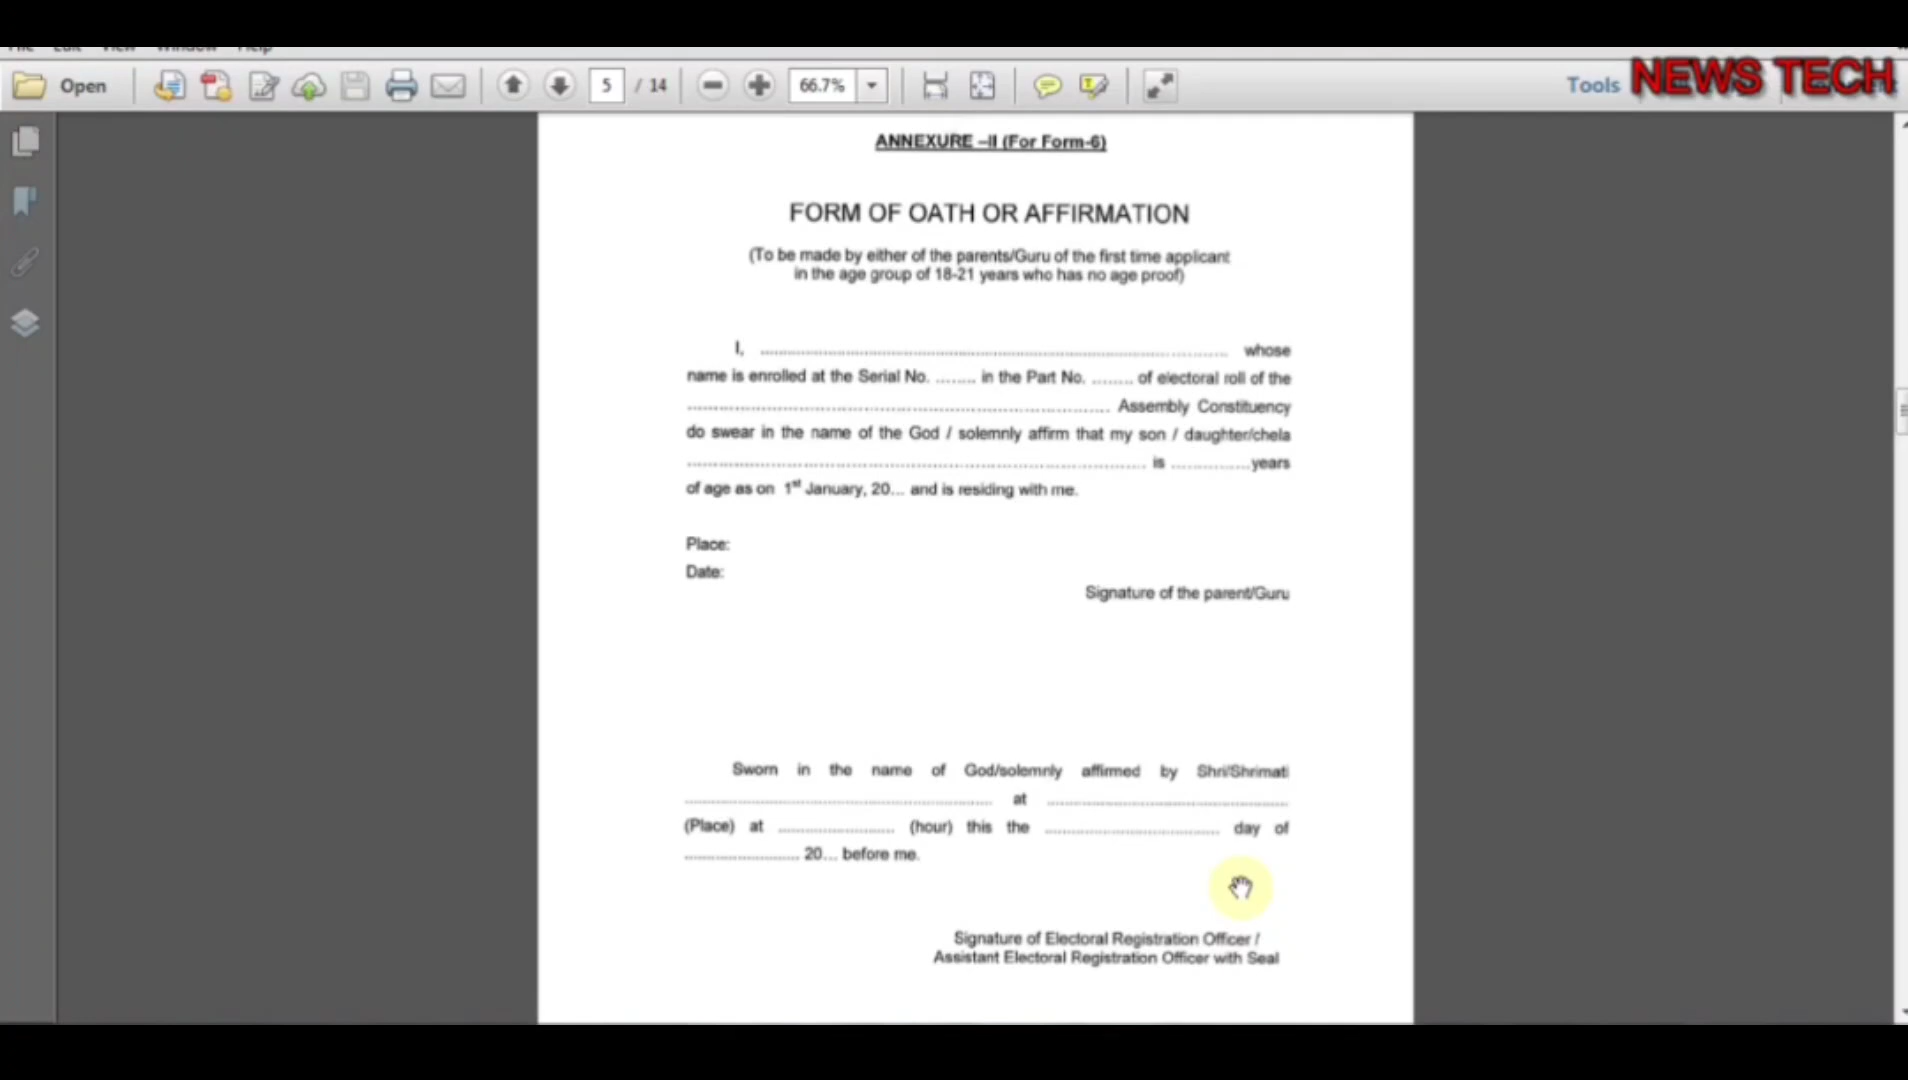 File Edit View Window Help
Open 5 / 14 66.7% Tools
NEWS TECH
ANNEXURE –II (For Form-6)
FORM OF OATH OR AFFIRMATION
(To be made by either of the parents/Guru of the first time applicant
in the age group of 18-21 years who has no age proof)
I, .................................................................................................... whose
name is enrolled at the Serial No. ........ in the Part No. ........ of electoral roll of the
.......................................................................................... Assembly Constituency
do swear in the name of the God / solemnly affirm that my son / daughter/chela
.................................................................................................. is .................years
of age as on 1st January, 20... and is residing with me.
Place:
Date:
Signature of the parent/Guru
Sworn in the name of God/solemnly affirmed by Shri/Shrimati
.................................................................. at ....................................................
(Place) at ......................... (hour) this the ...................................... day of
......................... 20... before me.
Signature of Electoral Registration Officer /
Assistant Electoral Registration Officer with Seal